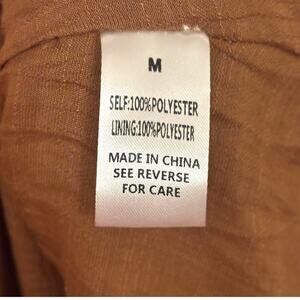 M
SELF:100%POLYESTER
LINING:100%POLYESTER
MADE IN CHINA
SEE REVERSE
FOR CARE